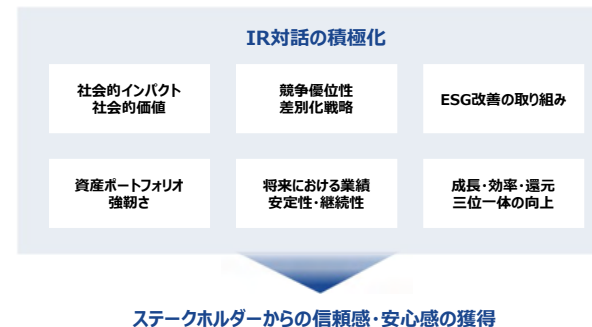 IR対話の積極化
社会的インパクト
社会的価値
競争優位性
差別化戦略
ESG改善の取り組み
資産ポートフォリオ
強靭さ
将来における業績
安定性・継続性
成長・効率・還元
三位一体の向上
ステークホルダーからの信頼感・安心感の獲得